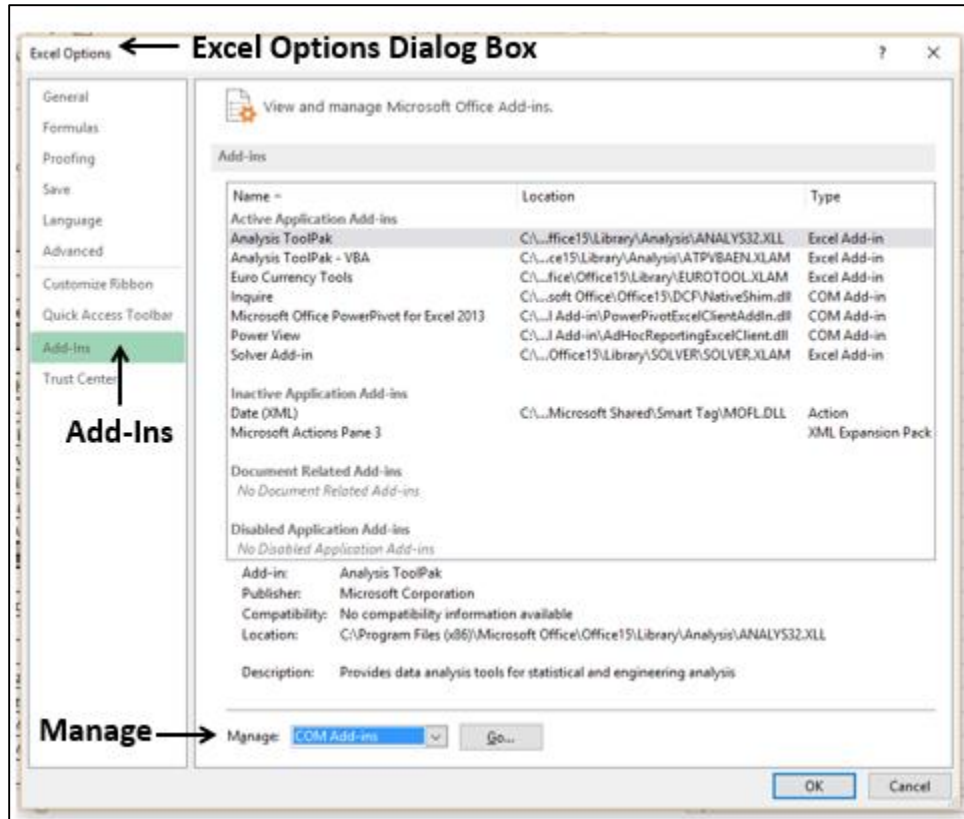 Excel Options Excel Options Dialog Box ? ×
General
Formulas
Proofing
Save
Language
Advanced
Customize Ribbon
Quick Access Toolbar
Add-Ins
Trust Center
Add-Ins
View and manage Microsoft Office Add-ins.
Add-ins
Name Location Type
Active Application Add-ins
Analysis ToolPak C:\...ffice15\Library\Analysis\ANALYS32.XLL Excel Add-in
Analysis ToolPak - VBA C:\...ce15\Library\Analysis\ATPVBAEN.XLAM Excel Add-in
Euro Currency Tools C:\...fice\Office15\Library\EUROTOOL.XLAM Excel Add-in
Inquire C:\...soft Office\Office15\DCF\NativeShim.dll COM Add-in
Microsoft Office PowerPivot for Excel 2013 C:\...l Add-in\PowerPivotExcelClientAddIn.dll COM Add-in
Power View C:\...l Add-in\AdHocReportingExcelClient.dll COM Add-in
Solver Add-in C:\...Office15\Library\SOLVER\SOLVER.XLAM Excel Add-in
Inactive Application Add-ins
Date (XML) C:\...Microsoft Shared\Smart Tag\MOFL.DLL Action
Microsoft Actions Pane 3 XML Expansion Pack
Document Related Add-ins
No Document Related Add-ins
Disabled Application Add-ins
No Disabled Application Add-ins
Add-in: Analysis ToolPak
Publisher: Microsoft Corporation
Compatibility: No compatibility information available
Location: C:\Program Files (x86)\Microsoft Office\Office15\Library\Analysis\ANALYS32.XLL
Description: Provides data analysis tools for statistical and engineering analysis
Manage Manage: COM Add-ins Go...
OK Cancel